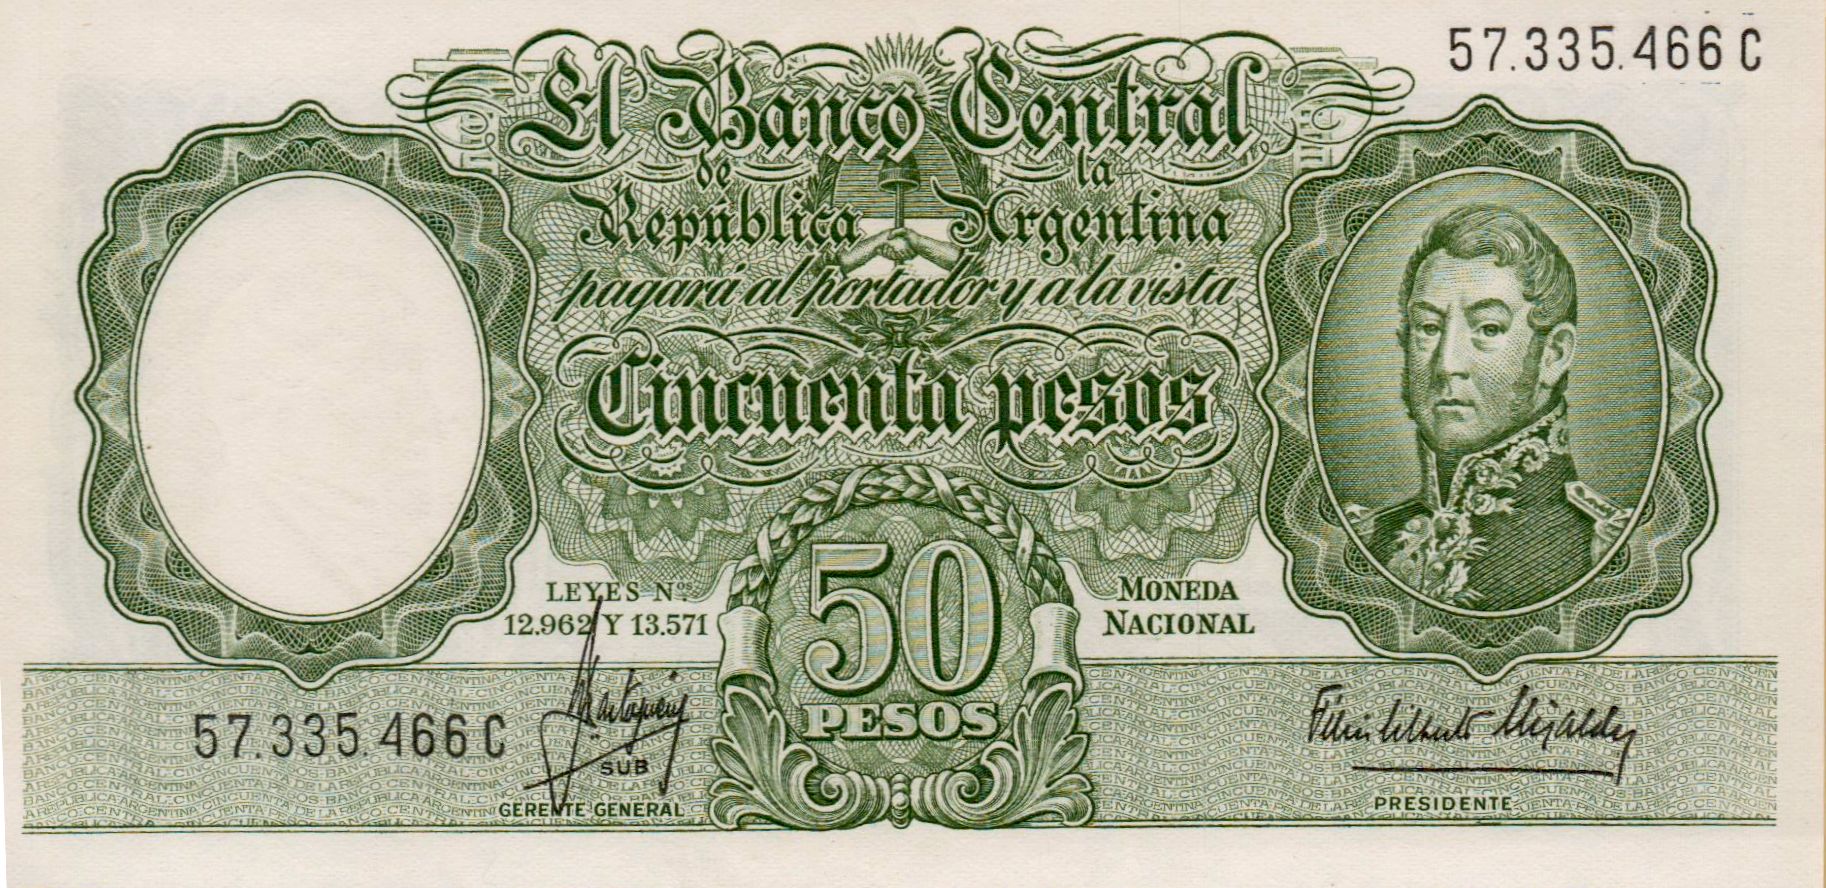 57.335.466 C
El Banco Central
de la
República Argentina
pagará al portador y a la vista
Cincuenta pesos
LEYES Nos.
12.962 Y 13.571
MONEDA
NACIONAL
50
PESOS
57.335.466 C
SUB
GERENTE GENERAL
PRESIDENTE